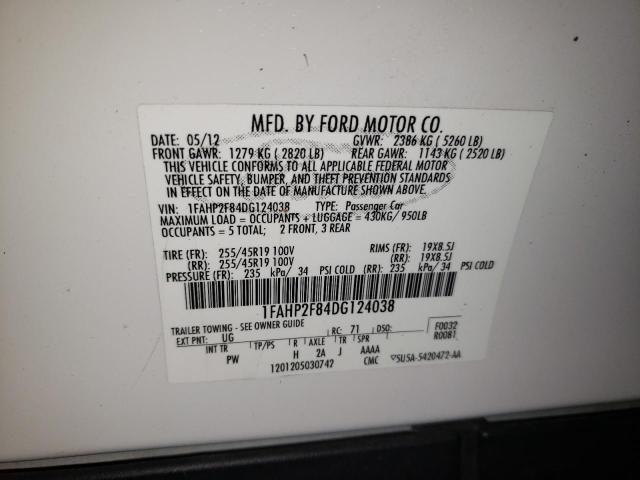 MFD. BY FORD MOTOR CO.
DATE: 05/12 GVWR: 2386 KG ( 5260 LB)
FRONT GAWR: 1279 KG ( 2820 LB) REAR GAWR: 1143 KG ( 2520 LB)
THIS VEHICLE CONFORMS TO ALL APPLICABLE FEDERAL MOTOR
VEHICLE SAFETY, BUMPER, AND THEFT PREVENTION STANDARDS
IN EFFECT ON THE DATE OF MANUFACTURE SHOWN ABOVE.
VIN: 1FAHP2F84DG124038 TYPE: Passenger Car
MAXIMUM LOAD = OCCUPANTS + LUGGAGE = 430KG/ 950LB
OCCUPANTS = 5 TOTAL; 2 FRONT, 3 REAR
TIRE (FR): 255/45R19 100V RIMS (FR): 19X8.5J
(RR): 255/45R19 100V (RR): 19X8.5J
PRESSURE (FR): 235 kPa/ 34 PSI COLD (RR): 235 kPa/ 34 PSI COLD
1FAHP2F84DG124038
TRAILER TOWING - SEE OWNER GUIDE RC: 71 DSO: F0032
EXT PNT: UG R0081
INT TR TP/PS R AXLE TR SPR
PW H 2A J AAAA
1201205030742 CMC 5U5A-5420472-AA